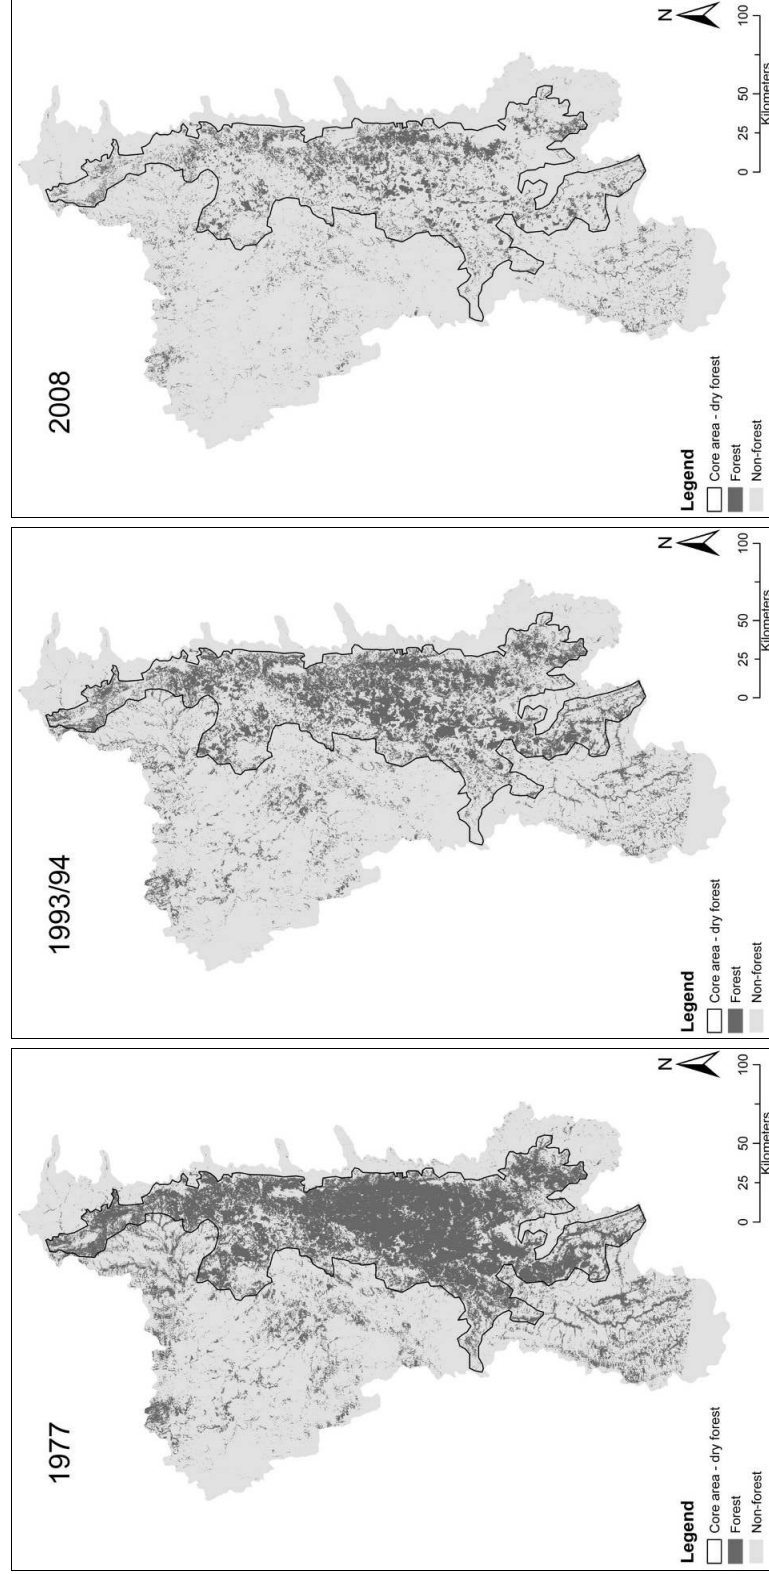 1977
N
Legend
Core area - dry forest
Forest
Non-forest
0 25 50 100
Kilometers
1993/94
N
Legend
Core area - dry forest
Forest
Non-forest
0 25 50 100
Kilometers
2008
N
Legend
Core area - dry forest
Forest
Non-forest
0 25 50 100
Kilometers